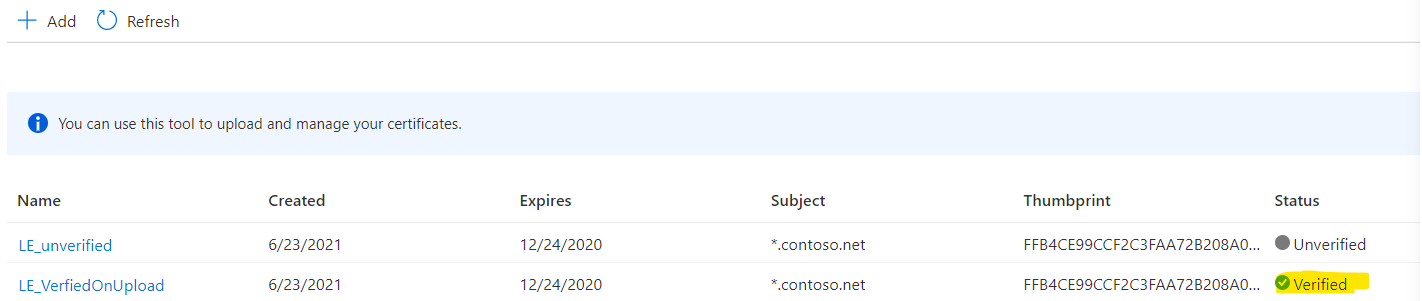 Add Refresh
You can use this tool to upload and manage your certificates.
Name Created Expires Subject Thumbprint Status
LE_unverified 6/23/2021 12/24/2020 *.contoso.net FFB4CE99CCF2C3FAA72B208A0... Unverified
LE_VerfiedOnUpload 6/23/2021 12/24/2020 *.contoso.net FFB4CE99CCF2C3FAA72B208A0... Verified